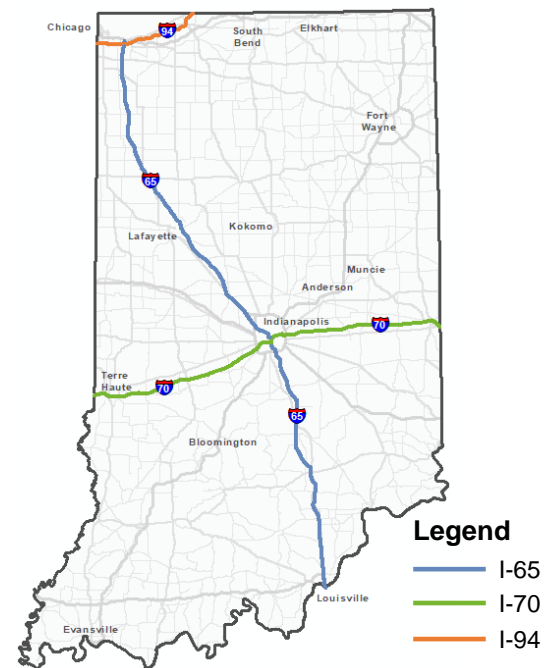 Chicago
94
South
Bend
Elkhart
Fort
Wayne
65
Lafayette
Kokomo
Muncie
Anderson
Indianapolis
70
Terre
Haute
70
65
Bloomington
Legend
I-65
Louisville
I-70
Evansville
I-94